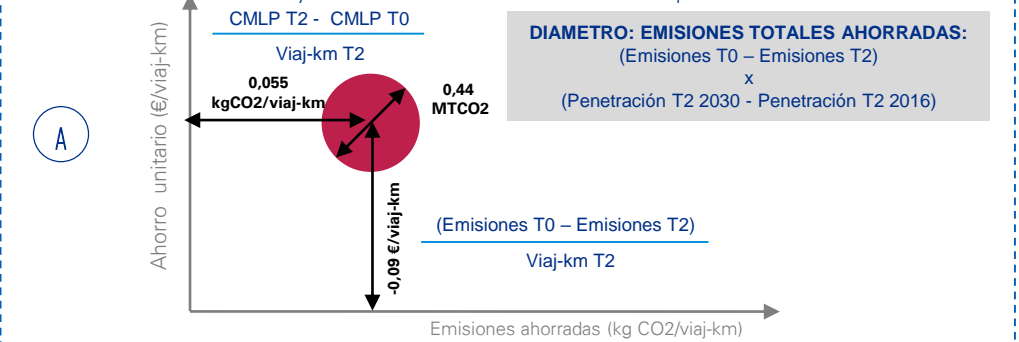 CMLP T2 - CMLP T0
Viaj-km T2
DIAMETRO: EMISIONES TOTALES AHORRADAS:
(Emisiones T0 – Emisiones T2)
x
(Penetración T2 2030 - Penetración T2 2016)
0,055
kgCO2/viaj-km
0,44
MTCO2
A
Ahorro unitario (€/viaj-km)
-0,09 €/viaj-km
(Emisiones T0 – Emisiones T2)
Viaj-km T2
Emisiones ahorradas (kg CO2/viaj-km)